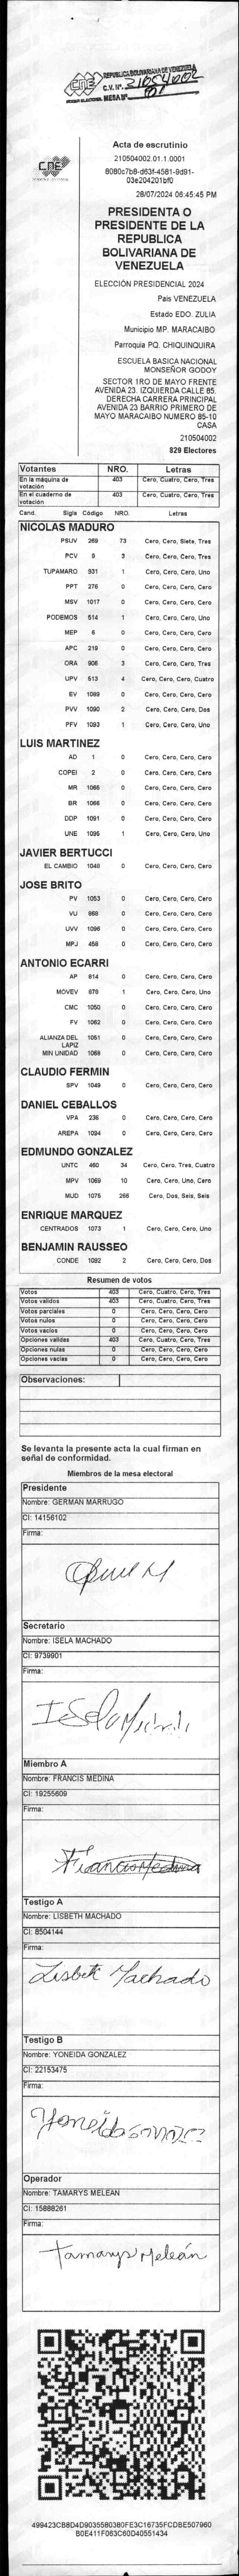 REPUBLICA BOLIVARIANA DE VENEZUELA
CNE
C.V. N° 21054002
PODER ELECTORAL MESA N° 01
CNE
Acta de escrutinio
210504002.01.1.0001
8080c7b8-d63f-4581-9d91-
03e204201bf0
28/07/2024 06:45:45 PM
PRESIDENTA O
PRESIDENTE DE LA
REPUBLICA
BOLIVARIANA DE
VENEZUELA
ELECCIÓN PRESIDENCIAL 2024
País VENEZUELA
Estado EDO. ZULIA
Municipio MP. MARACAIBO
Parroquia PQ. CHIQUINQUIRA
ESCUELA BASICA NACIONAL
MONSEÑOR GODOY
SECTOR 1RO DE MAYO FRENTE
AVENIDA 23. IZQUIERDA CALLE 85.
DERECHA CARRERA PRINCIPAL
AVENIDA 23 BARRIO PRIMERO DE
MAYO MARACAIBO NUMERO 85-10
CASA
210504002
829 Electores
Votantes NRO. Letras
En la máquina de votación 403 Cero, Cuatro, Cero, Tres
En el cuaderno de votación 403 Cero, Cuatro, Cero, Tres
Cand. Sigla Código NRO. Letras
NICOLAS MADURO
PSUV 269 73 Cero, Cero, Siete, Tres
PCV 9 3 Cero, Cero, Cero, Tres
TUPAMARO 931 1 Cero, Cero, Cero, Uno
PPT 276 0 Cero, Cero, Cero, Cero
MSV 1017 0 Cero, Cero, Cero, Cero
PODEMOS 514 1 Cero, Cero, Cero, Uno
MEP 6 0 Cero, Cero, Cero, Cero
APC 219 0 Cero, Cero, Cero, Cero
ORA 906 3 Cero, Cero, Cero, Tres
UPV 513 4 Cero, Cero, Cero, Cuatro
EV 1089 0 Cero, Cero, Cero, Cero
PVV 1090 2 Cero, Cero, Cero, Dos
PFV 1093 1 Cero, Cero, Cero, Uno
LUIS MARTINEZ
AD 1 0 Cero, Cero, Cero, Cero
COPEI 2 0 Cero, Cero, Cero, Cero
MR 1065 0 Cero, Cero, Cero, Cero
BR 1066 0 Cero, Cero, Cero, Cero
DDP 1091 0 Cero, Cero, Cero, Cero
UNE 1095 1 Cero, Cero, Cero, Uno
JAVIER BERTUCCI
EL CAMBIO 1048 0 Cero, Cero, Cero, Cero
JOSE BRITO
PV 1053 0 Cero, Cero, Cero, Cero
VU 868 0 Cero, Cero, Cero, Cero
UVV 1096 0 Cero, Cero, Cero, Cero
MPJ 458 0 Cero, Cero, Cero, Cero
ANTONIO ECARRI
AP 814 0 Cero, Cero, Cero, Cero
MOVEV 978 1 Cero, Cero, Cero, Uno
CMC 1050 0 Cero, Cero, Cero, Cero
FV 1062 0 Cero, Cero, Cero, Cero
ALIANZA DEL LAPIZ 1051 0 Cero, Cero, Cero, Cero
MIN UNIDAD 1068 0 Cero, Cero, Cero, Cero
CLAUDIO FERMIN
SPV 1049 0 Cero, Cero, Cero, Cero
DANIEL CEBALLOS
VPA 236 0 Cero, Cero, Cero, Cero
AREPA 1094 0 Cero, Cero, Cero, Cero
EDMUNDO GONZALEZ
UNTC 460 34 Cero, Cero, Tres, Cuatro
MPV 1069 10 Cero, Cero, Uno, Cero
MUD 1075 266 Cero, Dos, Seis, Seis
ENRIQUE MARQUEZ
CENTRADOS 1073 1 Cero, Cero, Cero, Uno
BENJAMIN RAUSSEO
CONDE 1092 2 Cero, Cero, Cero, Dos
Resumen de votos
Votos 403 Cero, Cuatro, Cero, Tres
Votos validos 403 Cero, Cuatro, Cero, Tres
Votos parciales 0 Cero, Cero, Cero, Cero
Votos nulos 0 Cero, Cero, Cero, Cero
Votos vacios 0 Cero, Cero, Cero, Cero
Opciones validas 403 Cero, Cuatro, Cero, Tres
Opciones nulas 0 Cero, Cero, Cero, Cero
Opciones vacias 0 Cero, Cero, Cero, Cero
Observaciones:
Se levanta la presente acta la cual firman en
señal de conformidad.
Miembros de la mesa electoral
Presidente
Nombre: GERMAN MARRUGO
CI: 14156102
Firma:
Secretario
Nombre: ISELA MACHADO
CI: 9739901
Firma:
Isela Machado
Miembro A
Nombre: FRANCIS MEDINA
CI: 19255609
Firma:
Francis Medina
Testigo A
Nombre: LISBETH MACHADO
CI: 8504144
Firma:
Lisbeth Machado
Testigo B
Nombre: YONEIDA GONZALEZ
CI: 22153475
Firma:
Yoneida Gonzalez
Operador
Nombre: TAMARYS MELEAN
CI: 15888261
Firma:
Tamarys Meleán
499423CB8D4D9035580380FE3C16735FCDBE507960
B0E411F063C60D40551434